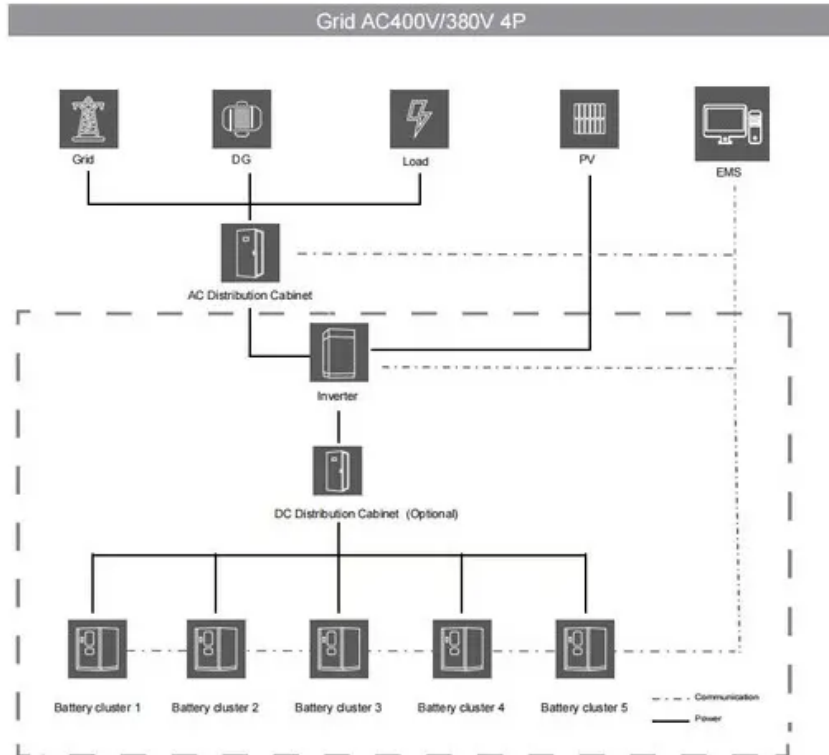 Grid AC400V/380V 4P
Grid
DG
Load
PV
EMS
AC Distribution Cabinet
Inverter
DC Distribution Cabinet (Optional)
Battery cluster 1
Battery cluster 2
Battery cluster 3
Battery cluster 4
Battery cluster 5
Communication
Power